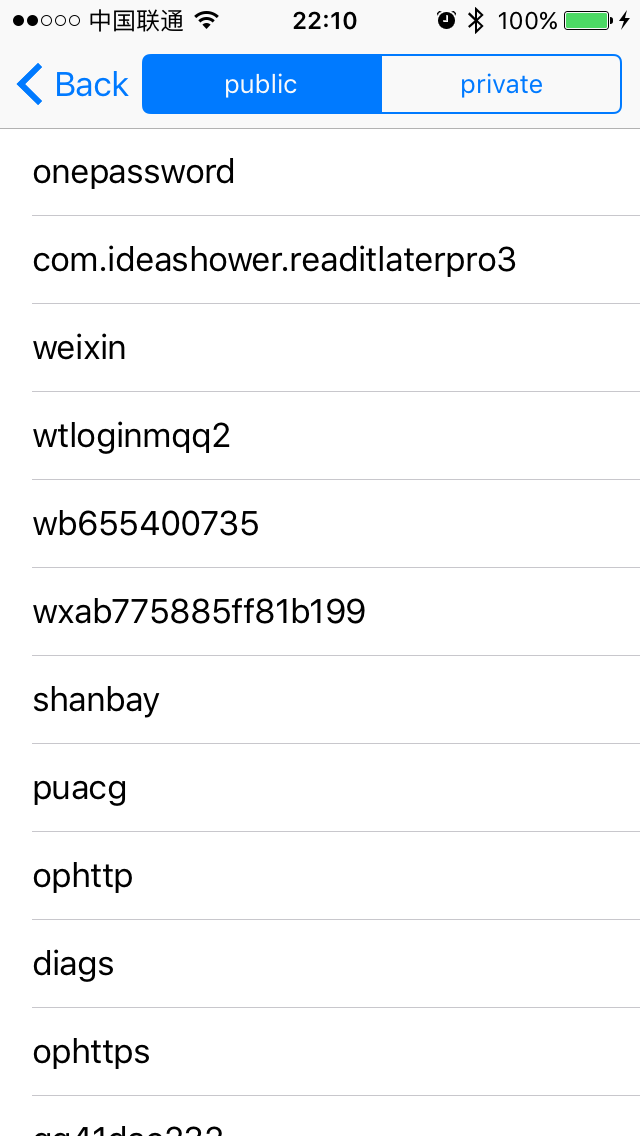 中国联通 22:10 100%
Back public private
onepassword
com.ideashower.readitlaterpro3
weixin
wtloginmqq2
wb655400735
wxab775885ff81b199
shanbay
puacg
ophttp
diags
ophttps